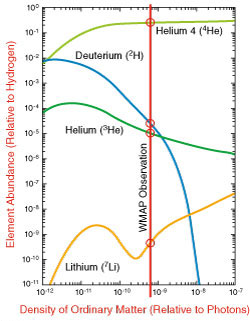 10⁰
10⁻¹
10⁻²
10⁻³
10⁻⁴
10⁻⁵
10⁻⁶
10⁻⁷
10⁻⁸
10⁻⁹
10⁻¹⁰
10⁻¹¹
Element Abundance (Relative to Hydrogen)
Helium 4 (⁴He)
Deuterium (²H)
Helium (³He)
WMAP Observation
Lithium (⁷Li)
10⁻¹² 10⁻¹¹ 10⁻¹⁰ 10⁻⁹ 10⁻⁸ 10⁻⁷
Density of Ordinary Matter (Relative to Photons)